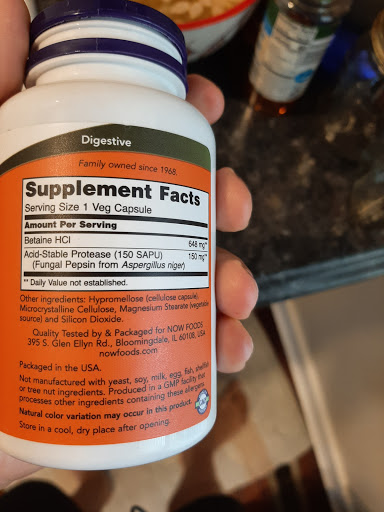 Digestive
Family owned since 1968.
Supplement Facts
Serving Size 1 Veg Capsule
Amount Per Serving
Betaine HCl 648 mg**
Acid-Stable Protease (150 SAPU) 150 mg**
(Fungal Pepsin from Aspergillus niger)
** Daily Value not established.
Other ingredients: Hypromellose (cellulose capsule),
Microcrystalline Cellulose, Magnesium Stearate (vegetable
source) and Silicon Dioxide.
Quality Tested by & Packaged for NOW FOODS
395 S. Glen Ellyn Rd., Bloomingdale, IL 60108, USA
nowfoods.com
Packaged in the USA.
Not manufactured with yeast, soy, milk, egg, fish, shellfish
or tree nut ingredients. Produced in a GMP facility that
processes other ingredients containing these allergens.
Natural color variation may occur in this product.
Store in a cool, dry place after opening.